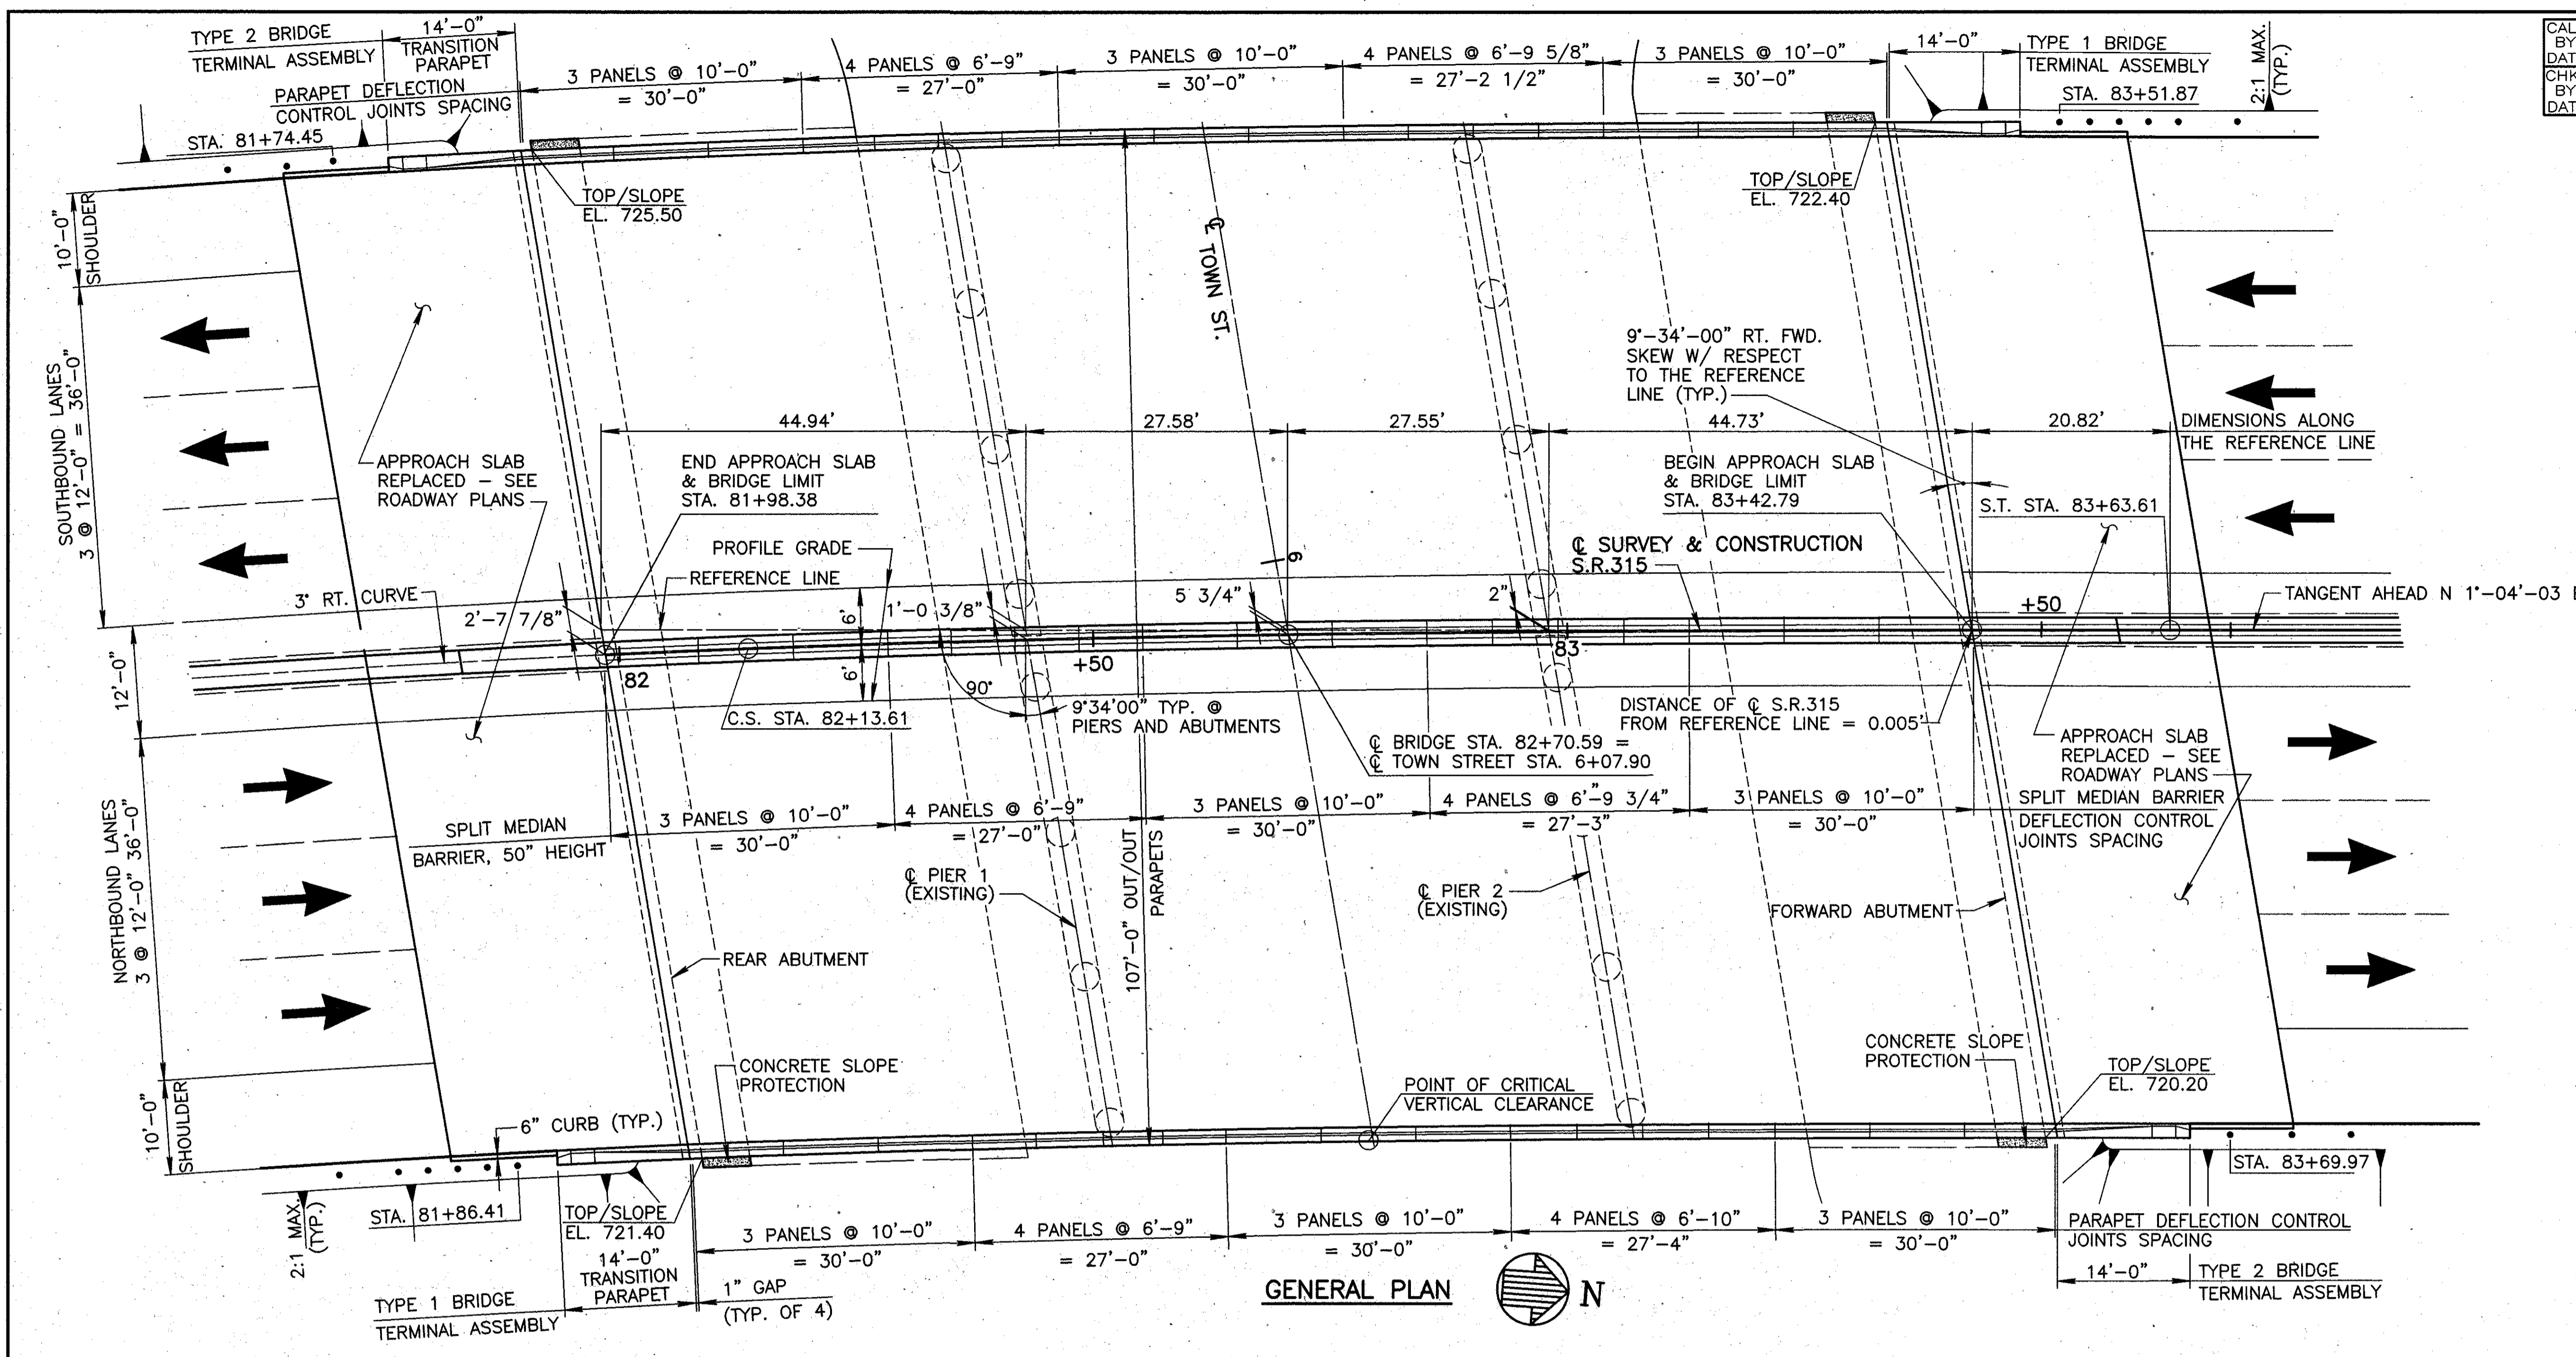 TYPE 2 BRIDGE
TERMINAL ASSEMBLY
14'-0"
TRANSITION
PARAPET
3 PANELS @ 10'-0"
= 30'-0"
4 PANELS @ 6'-9"
= 27'-0"
3 PANELS @ 10'-0"
= 30'-0"
4 PANELS @ 6'-9 5/8"
= 27'-2 1/2"
3 PANELS @ 10'-0"
= 30'-0"
14'-0"
TYPE 1 BRIDGE
TERMINAL ASSEMBLY
STA. 83+51.87
2:1 MAX.
(TYP.)
CAL
BY
DAT
CHK
BY
DAT
PARAPET DEFLECTION
CONTROL JOINTS SPACING
STA. 81+74.45
TOP/SLOPE
EL. 725.50
TOP/SLOPE
EL. 722.40
10'-0"
SHOULDER
℄ TOWN ST.
9°-34'-00" RT. FWD.
SKEW W/ RESPECT
TO THE REFERENCE
LINE (TYP.)
SOUTHBOUND LANES
3 @ 12'-0" = 36'-0"
44.94'
27.58'
27.55'
44.73'
20.82'
DIMENSIONS ALONG
THE REFERENCE LINE
APPROACH SLAB
REPLACED – SEE
ROADWAY PLANS
END APPROACH SLAB
& BRIDGE LIMIT
STA. 81+98.38
BEGIN APPROACH SLAB
& BRIDGE LIMIT
STA. 83+42.79
S.T. STA. 83+63.61
PROFILE GRADE
REFERENCE LINE
℄ SURVEY & CONSTRUCTION
S.R.315
3° RT. CURVE
2'-7 7/8"
6'
1'-0 3/8"
5 3/4"
6
2"
+50
TANGENT AHEAD N 1°-04'-03 E
12'-0"
82
6'
+50
83
C.S. STA. 82+13.61
90°
9°34'00" TYP. @
PIERS AND ABUTMENTS
DISTANCE OF ℄ S.R.315
FROM REFERENCE LINE = 0.005'
℄ BRIDGE STA. 82+70.59 =
℄ TOWN STREET STA. 6+07.90
APPROACH SLAB
REPLACED – SEE
ROADWAY PLANS
NORTHBOUND LANES
3 @ 12'-0" 36'-0"
SPLIT MEDIAN
BARRIER, 50" HEIGHT
3 PANELS @ 10'-0"
= 30'-0"
4 PANELS @ 6'-9"
= 27'-0"
3 PANELS @ 10'-0"
= 30'-0"
4 PANELS @ 6'-9 3/4"
= 27'-3"
3 PANELS @ 10'-0"
= 30'-0"
SPLIT MEDIAN BARRIER
DEFLECTION CONTROL
JOINTS SPACING
107'-0" OUT/OUT
PARAPETS
℄ PIER 1
(EXISTING)
℄ PIER 2
(EXISTING)
FORWARD ABUTMENT
REAR ABUTMENT
CONCRETE SLOPE
PROTECTION
CONCRETE SLOPE
PROTECTION
TOP/SLOPE
EL. 720.20
POINT OF CRITICAL
VERTICAL CLEARANCE
10'-0"
SHOULDER
6" CURB (TYP.)
STA. 83+69.97
2:1 MAX.
(TYP.)
STA. 81+86.41
TOP/SLOPE
EL. 721.40
14'-0"
TRANSITION
PARAPET
3 PANELS @ 10'-0"
= 30'-0"
4 PANELS @ 6'-9"
= 27'-0"
3 PANELS @ 10'-0"
= 30'-0"
4 PANELS @ 6'-10"
= 27'-4"
3 PANELS @ 10'-0"
= 30'-0"
PARAPET DEFLECTION CONTROL
JOINTS SPACING
14'-0"
TYPE 2 BRIDGE
TERMINAL ASSEMBLY
TYPE 1 BRIDGE
TERMINAL ASSEMBLY
1" GAP
(TYP. OF 4)
GENERAL PLAN
N